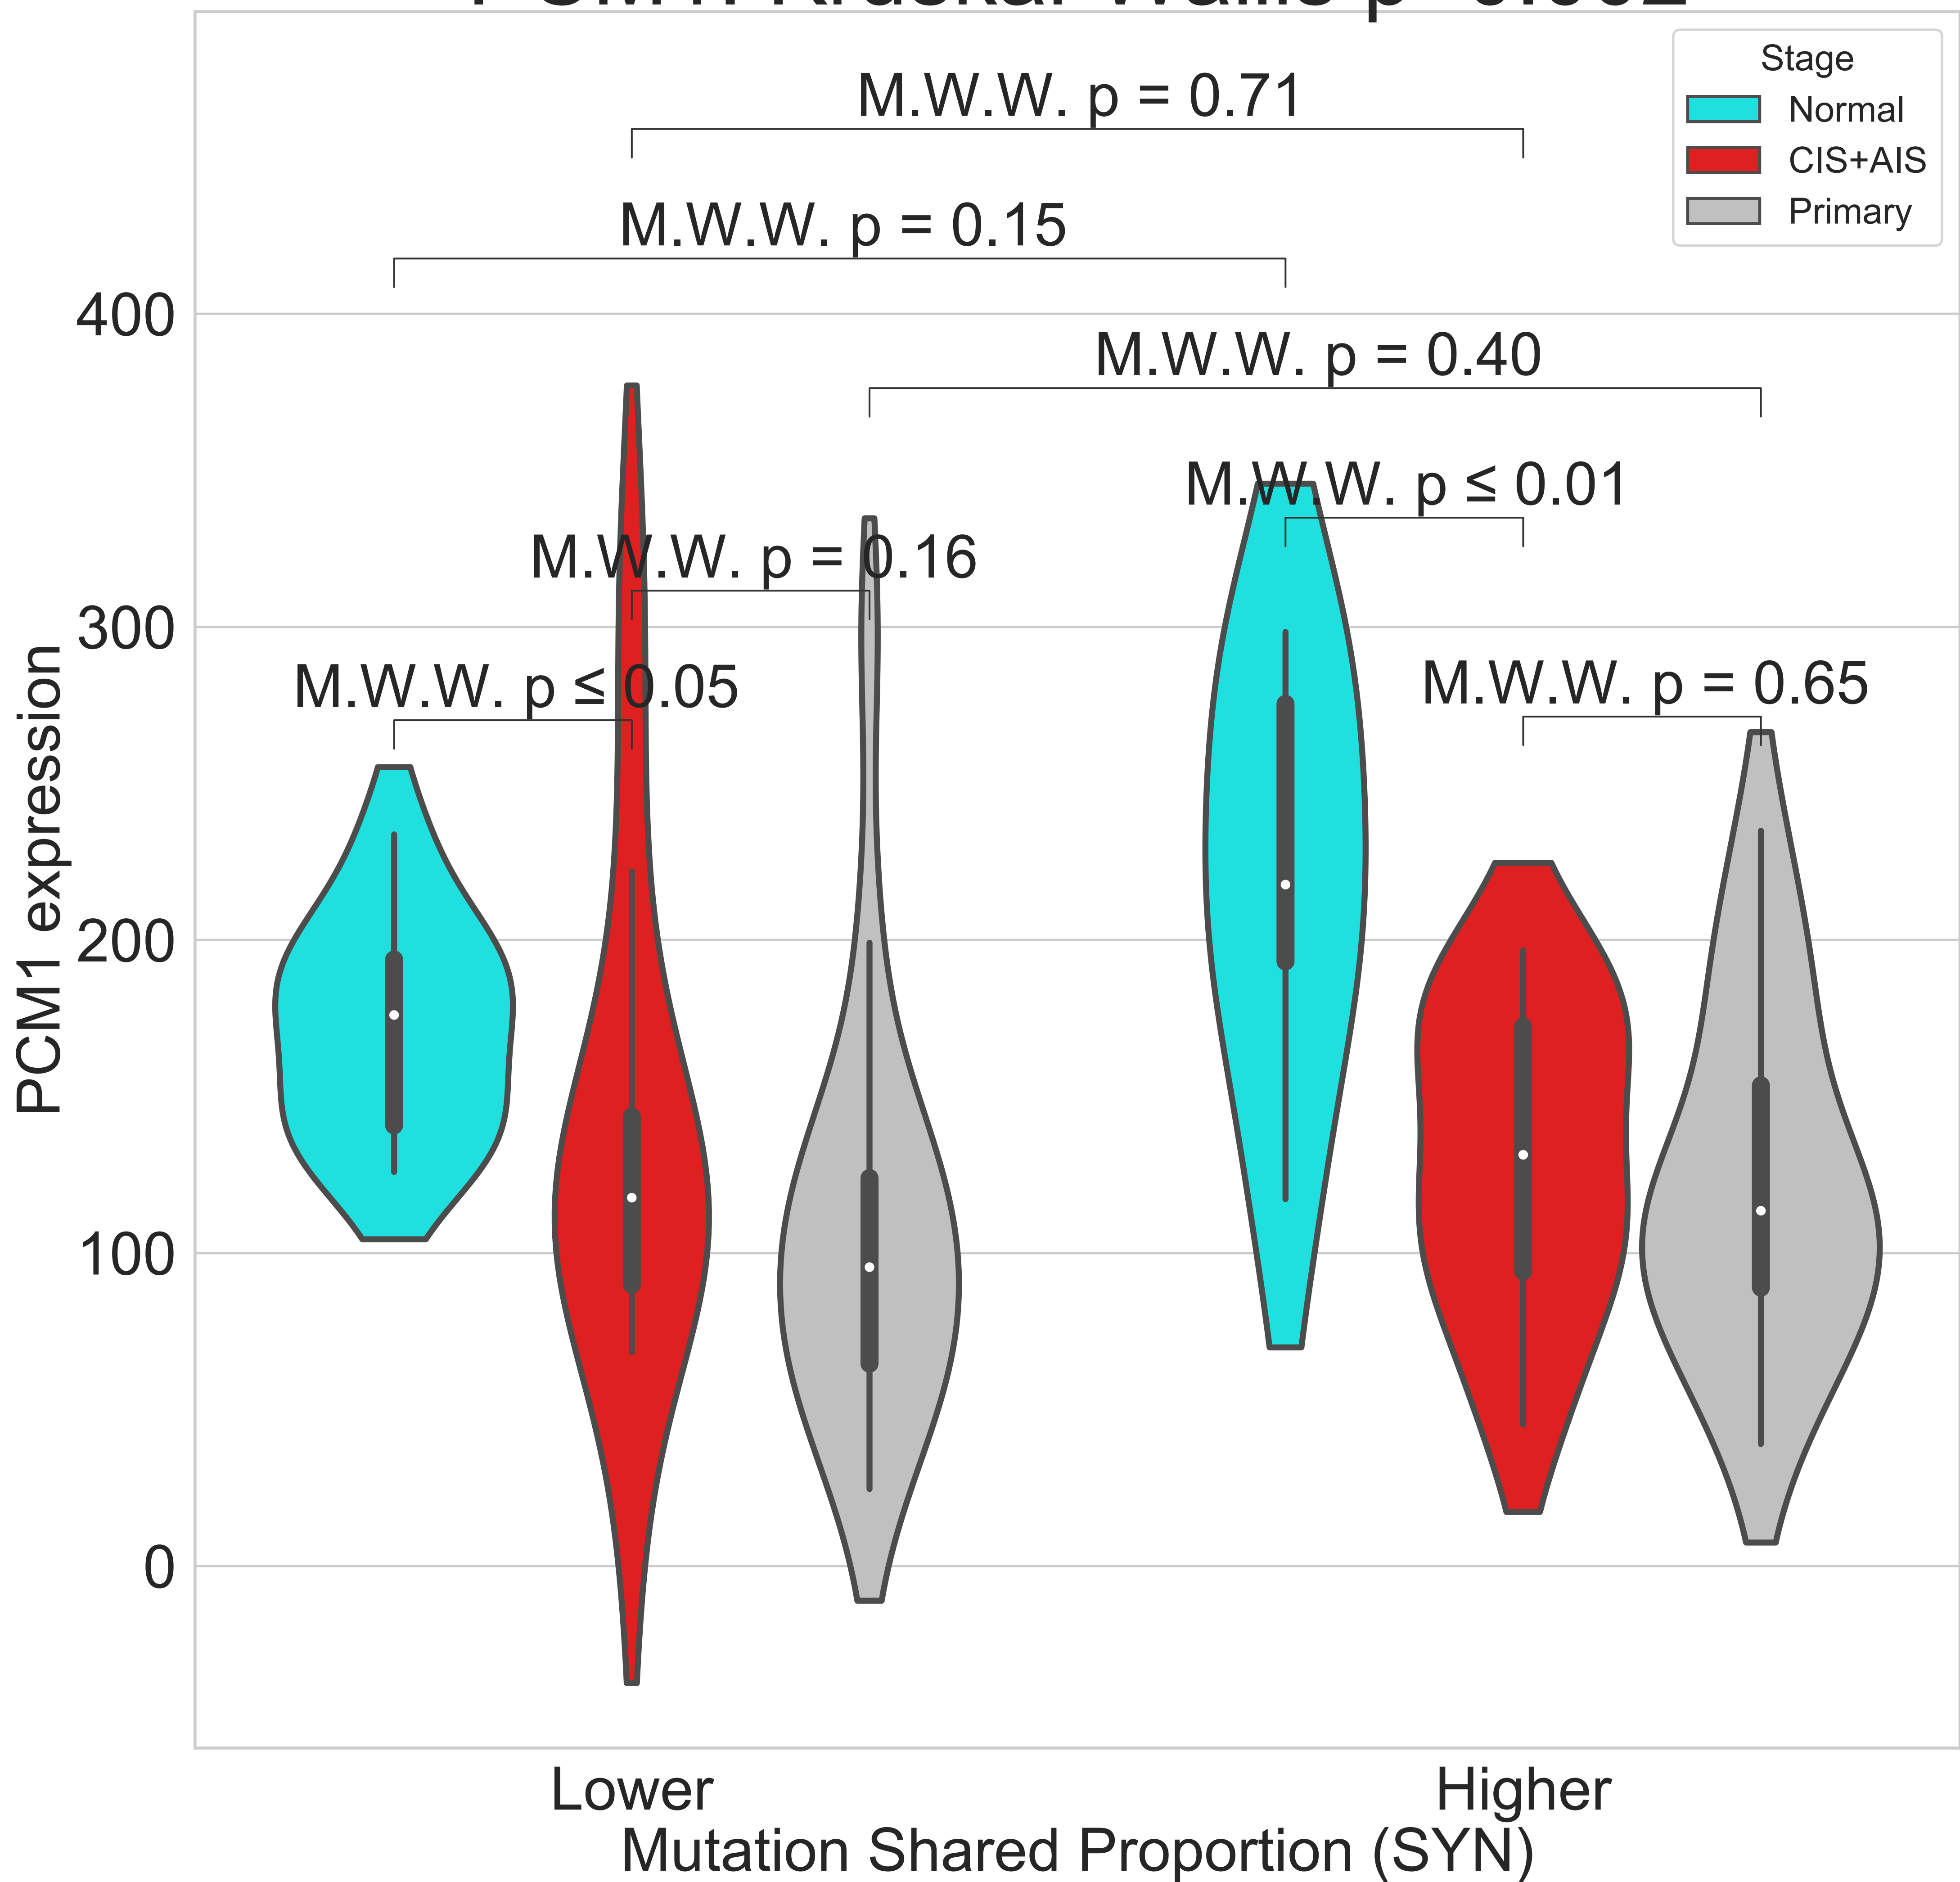 Stage
Normal
CIS+AIS
Primary
M.W.W. p = 0.71
M.W.W. p = 0.15
M.W.W. p = 0.40
M.W.W. p ≤ 0.01
M.W.W. p = 0.16
M.W.W. p ≤ 0.05
M.W.W. p = 0.65
400
300
200
100
0
PCM1 expression
Lower
Higher
Mutation Shared Proportion (SYN)